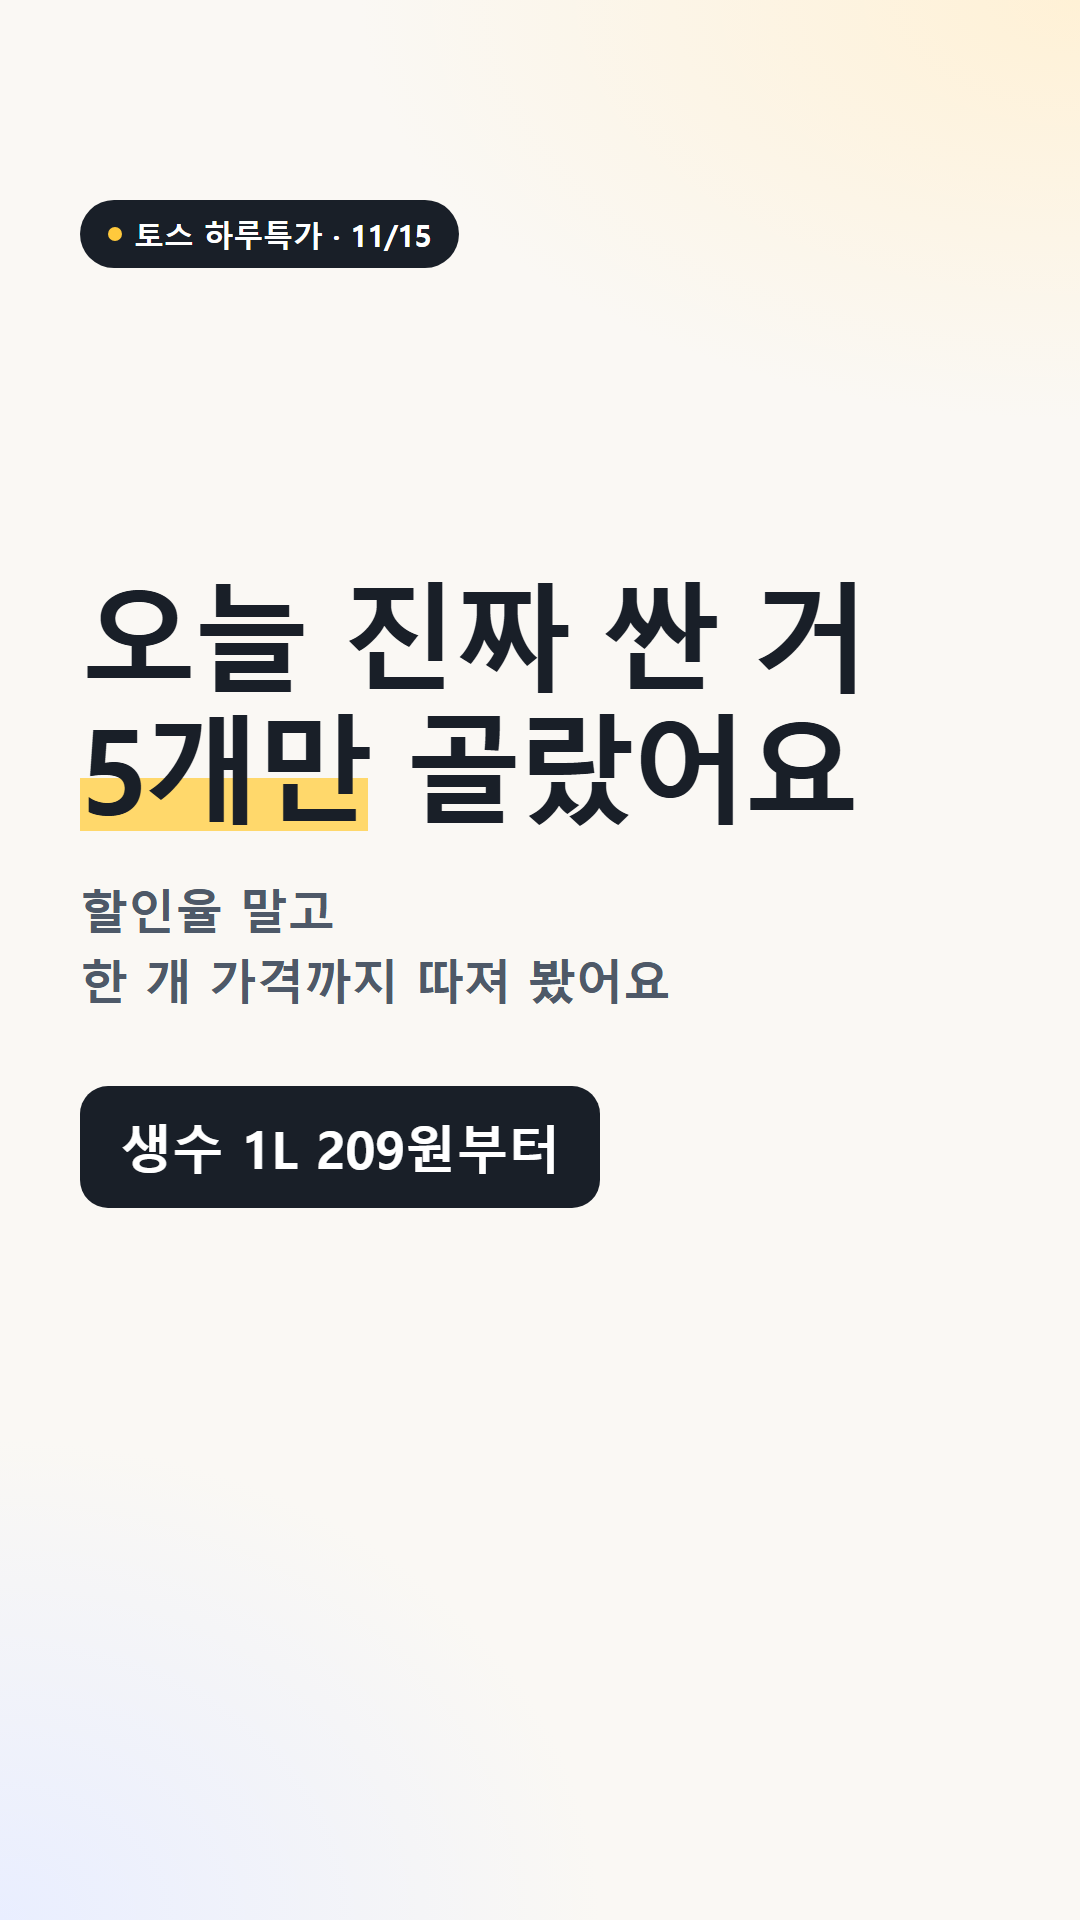 토스 하루특가 · 11/15
오늘 진짜 싼 거
5개만 골랐어요
할인율 말고
한 개 가격까지 따져 봤어요
생수 1L 209원부터